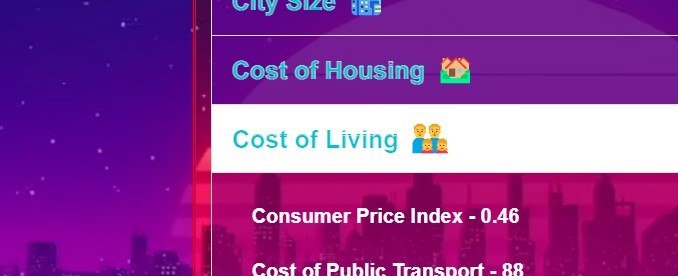 City Size
Cost of Housing
Cost of Living
Consumer Price Index - 0.46
Cost of Public Transport - 88